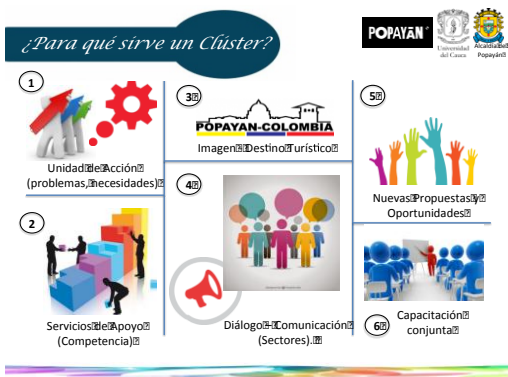 ¿Para qué sirve un Clúster?
POPAYÁN
Universidad
del Cauca
Alcaldía de
Popayán
1
Unidad de Acción
(problemas, necesidades)
2
Servicios de Apoyo
(Competencia)
3
POPAYAN-COLOMBIA
Imagen Destino Turístico
4
Diálogo – Comunicación
(Sectores).
5
Nuevas Propuestas y
Oportunidades
6
Capacitación
conjunta